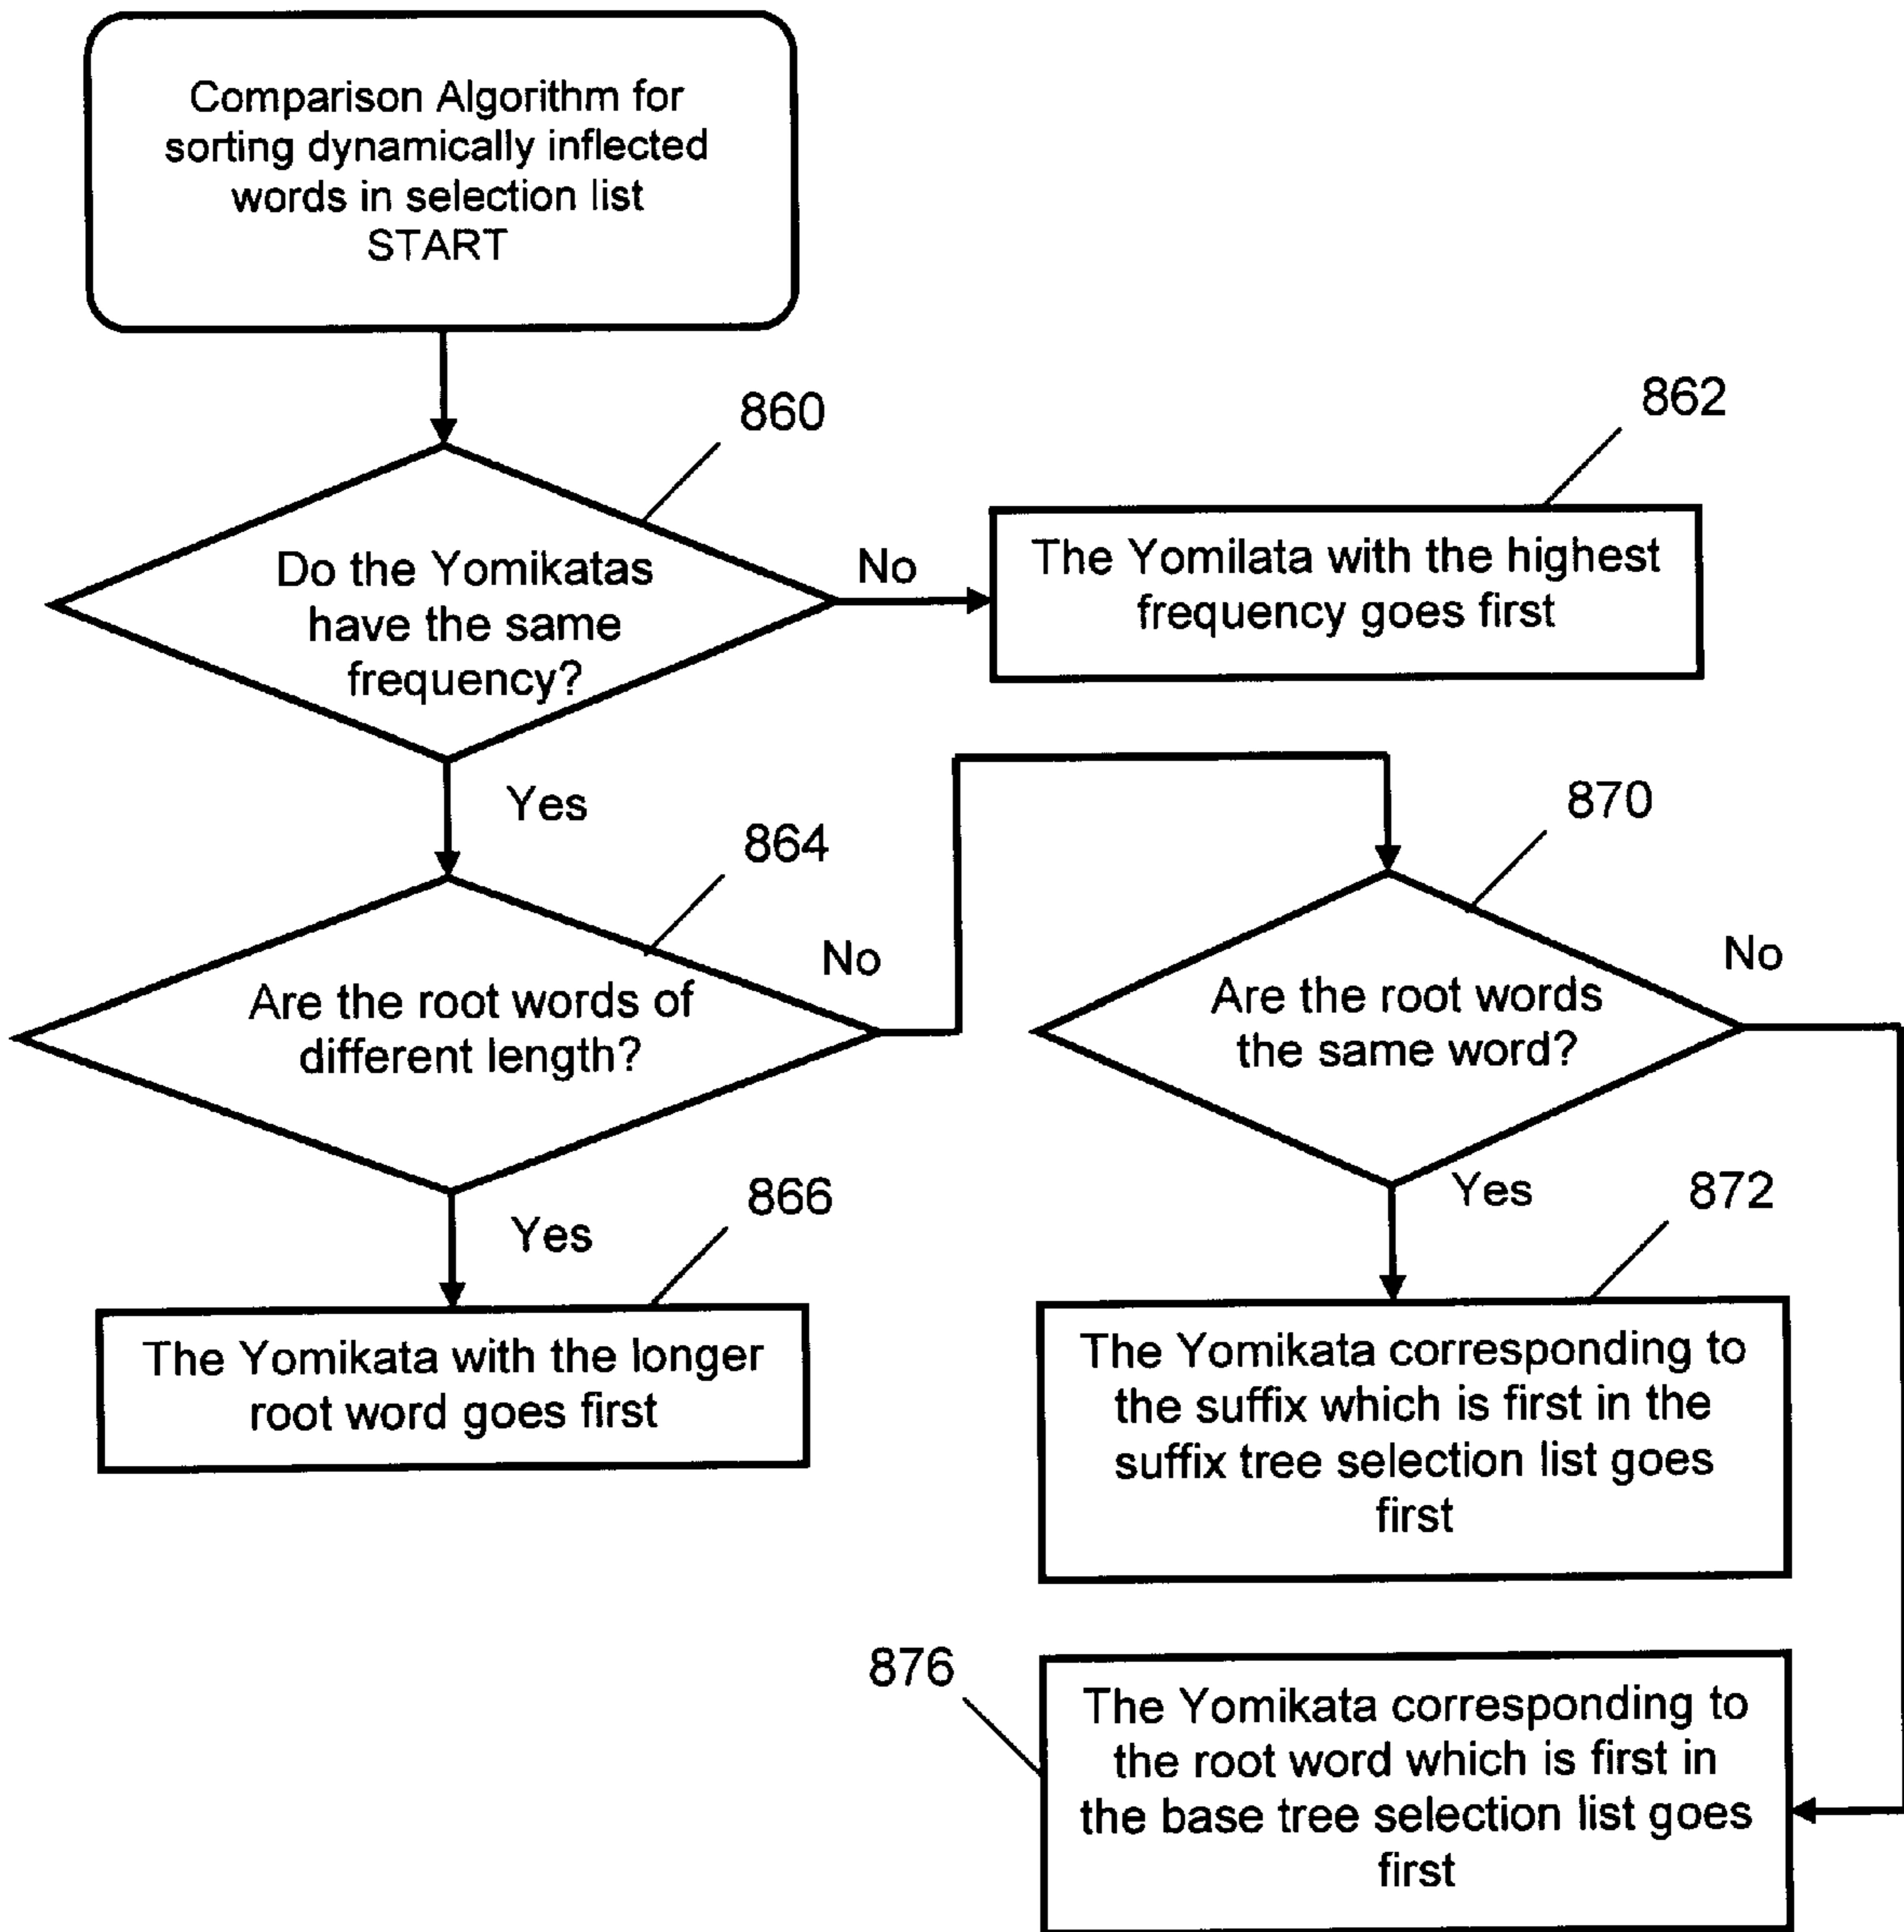 Comparison Algorithm for
sorting dynamically inflected
words in selection list
START
860
862
Do the Yomikatas
have the same
frequency?
No
The Yomilata with the highest
frequency goes first
Yes
864
870
Are the root words of
different length?
No
Are the root words
the same word?
No
Yes
866
Yes
872
The Yomikata with the longer
root word goes first
The Yomikata corresponding to
the suffix which is first in the
suffix tree selection list goes
first
876
The Yomikata corresponding to
the root word which is first in
the base tree selection list goes
first